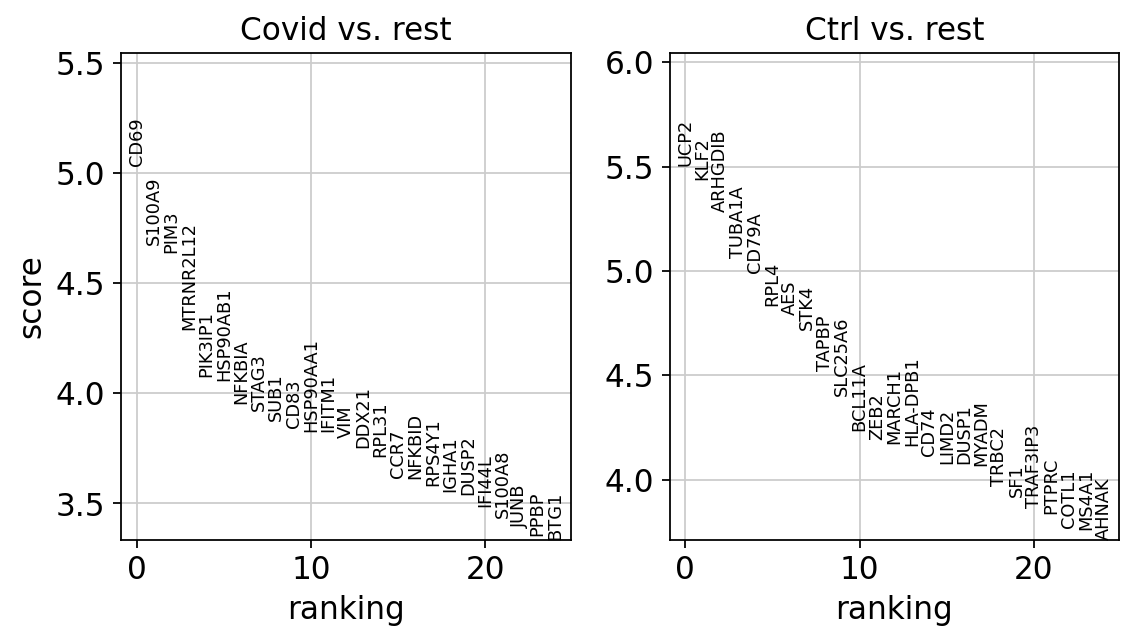 Covid vs. rest
score
5.5
5.0
4.5
4.0
3.5
CD69
S100A9
PIM3
MTRNR2L12
PIK3IP1
HSP90AB1
NFKBIA
STAG3
SUB1
CD83
HSP90AA1
IFITM1
VIM
DDX21
RPL31
CCR7
NFKBID
RPS4Y1
IGHA1
DUSP2
IFI44L
S100A8
JUNB
PPBP
BTG1
0
10
20
ranking
Ctrl vs. rest
6.0
5.5
5.0
4.5
4.0
UCP2
KLF2
ARHGDIB
TUBA1A
CD79A
RPL4
AES
STK4
TAPBP
SLC25A6
BCL11A
ZEB2
MARCH1
HLA-DPB1
CD74
LIMD2
DUSP1
MYADM
TRBC2
SF1
TRAF3IP3
PTPRC
COTL1
MS4A1
AHNAK
0
10
20
ranking